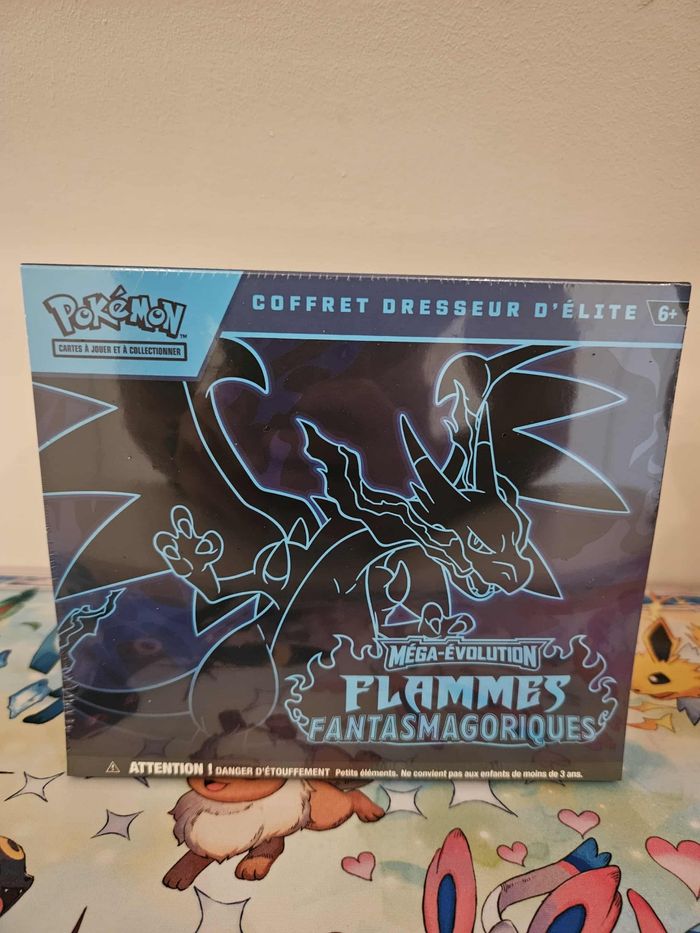 POKéMON
TM
CARTES À JOUER ET À COLLECTIONNER
COFFRET DRESSEUR D'ÉLITE
6+
MÉGA-ÉVOLUTION
FLAMMES
FANTASMAGORIQUES
ATTENTION ! DANGER D'ÉTOUFFEMENT Petits éléments. Ne convient pas aux enfants de moins de 3 ans.